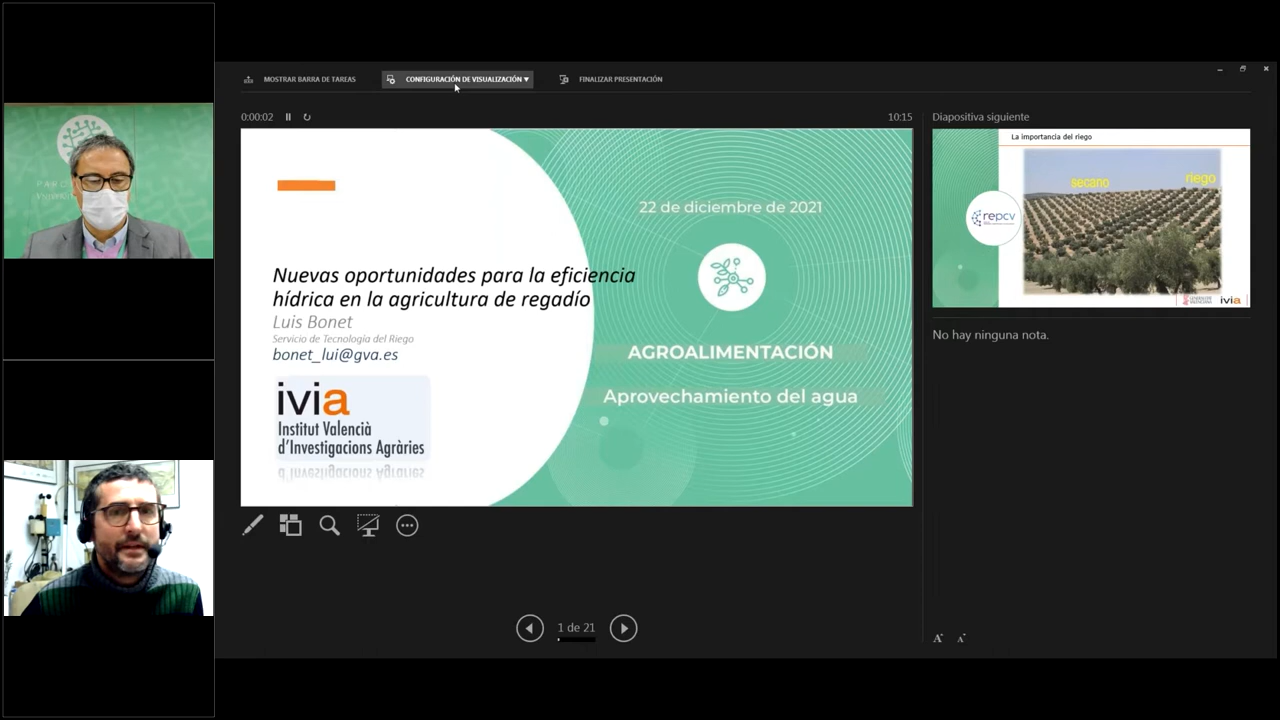 MOSTRAR BARRA DE TAREAS
CONFIGURACIÓN DE VISUALIZACIÓN ▼
FINALIZAR PRESENTACIÓN
0:00:02
10:15
Diapositiva siguiente
22 de diciembre de 2021
Nuevas oportunidades para la eficiencia
hídrica en la agricultura de regadío
Luis Bonet
Servicio de Tecnología del Riego
bonet_lui@gva.es
ivia
Institut Valencià
d'Investigacions Agràries
AGROALIMENTACIÓN
Aprovechamiento del agua
La importancia del riego
secano
riego
repcv
ivia
No hay ninguna nota.
1 de 21